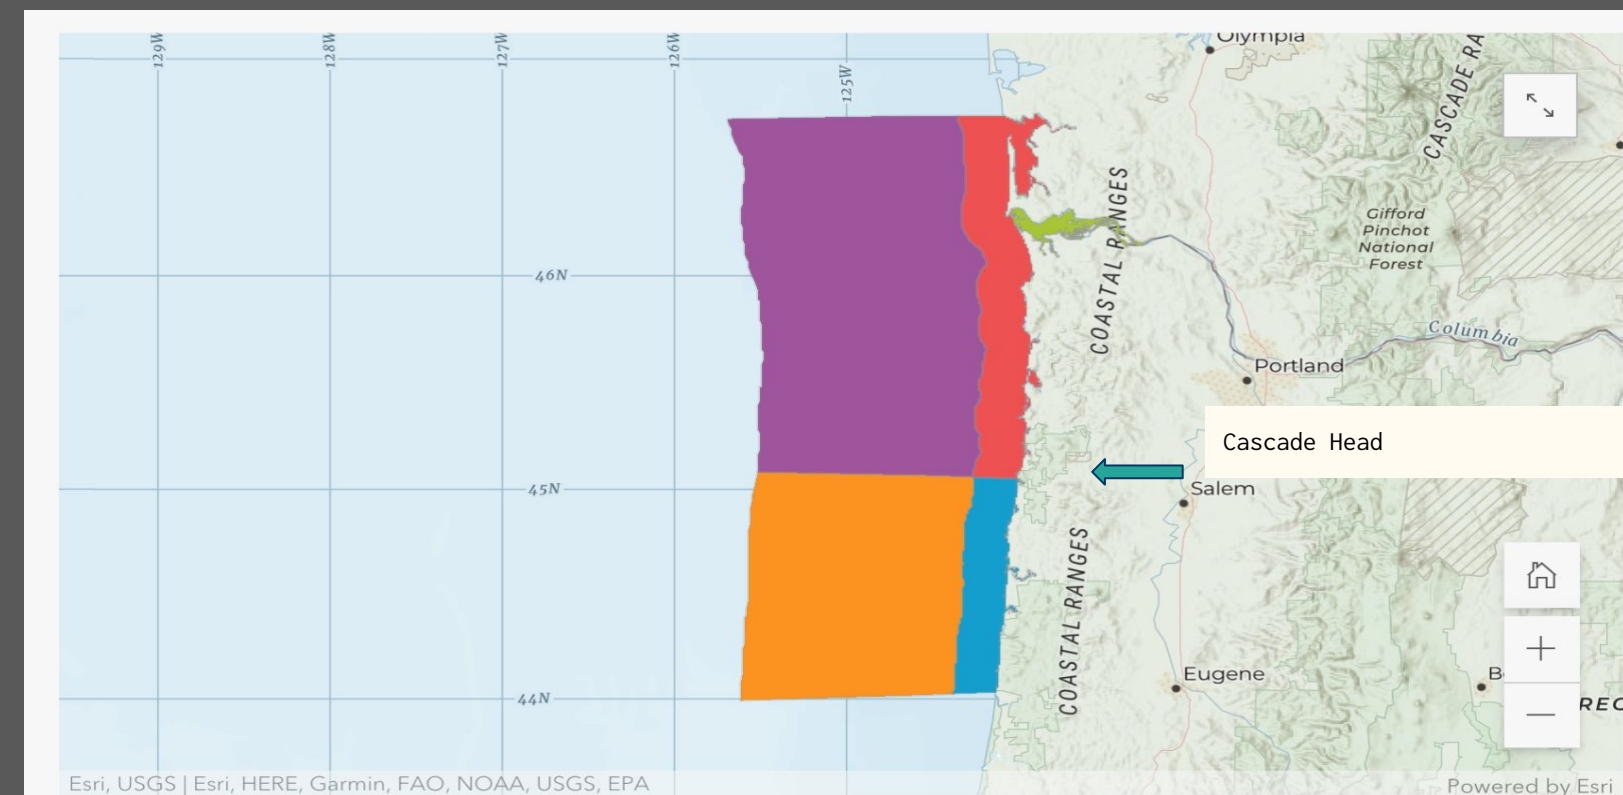 129W
128W
127W
126W
125W
Olympia
CASCADE RA
COASTAL RANGES
Gifford
Pinchot
National
Forest
46N
Columbia
Portland
Cascade Head
45N
Salem
COASTAL RANGES
Eugene
B
44N
REC
Esri, USGS | Esri, HERE, Garmin, FAO, NOAA, USGS, EPA
Powered by Esri